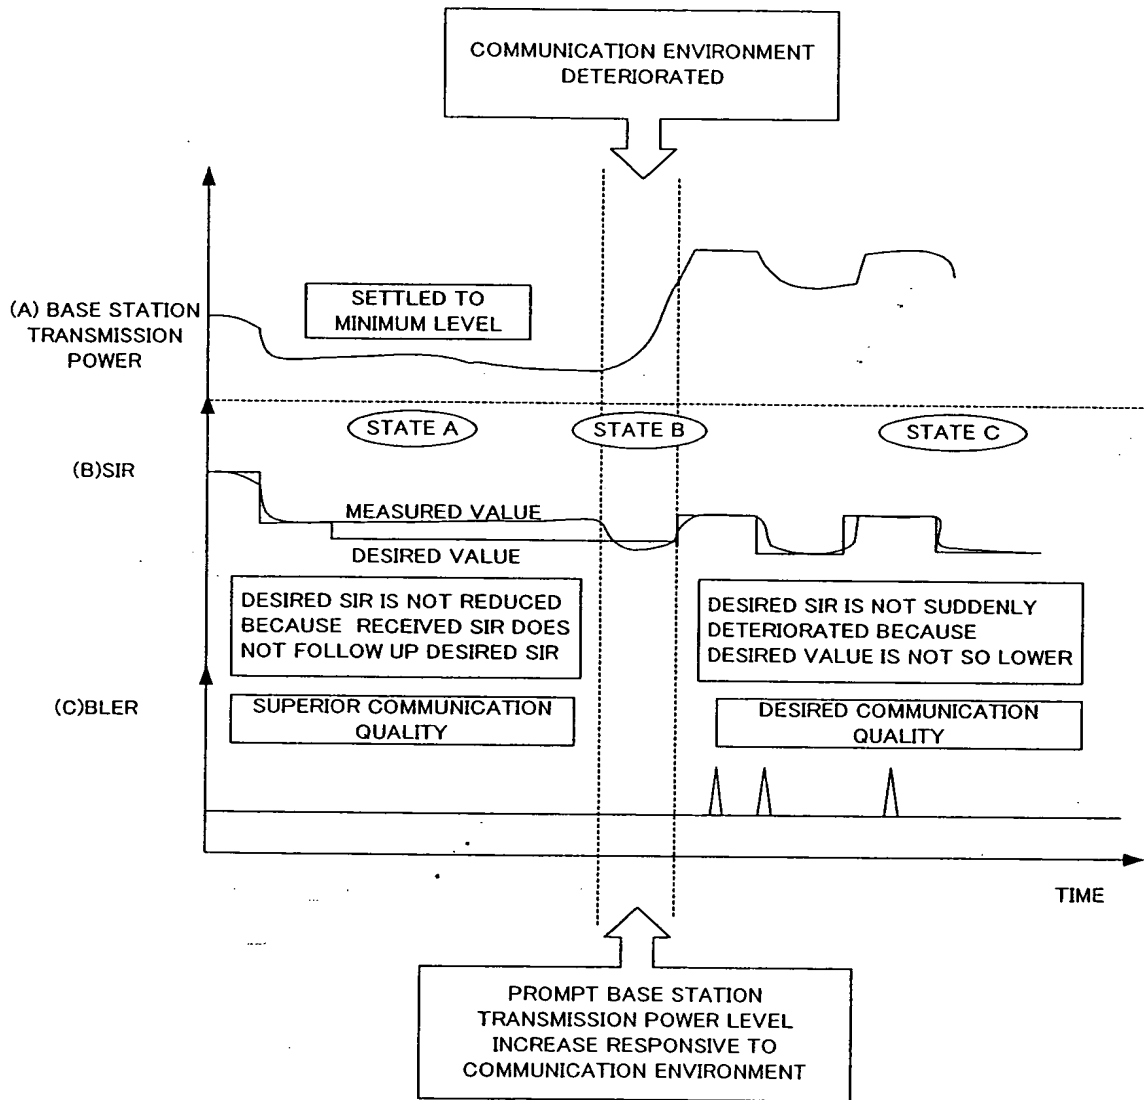 COMMUNICATION ENVIRONMENT
DETERIORATED
(A) BASE STATION
TRANSMISSION
POWER
SETTLED TO
MINIMUM LEVEL
STATE A
STATE B
STATE C
(B)SIR
MEASURED VALUE
DESIRED VALUE
DESIRED SIR IS NOT REDUCED
BECAUSE RECEIVED SIR DOES
NOT FOLLOW UP DESIRED SIR
DESIRED SIR IS NOT SUDDENLY
DETERIORATED BECAUSE
DESIRED VALUE IS NOT SO LOWER
(C)BLER
SUPERIOR COMMUNICATION
QUALITY
DESIRED COMMUNICATION
QUALITY
TIME
PROMPT BASE STATION
TRANSMISSION POWER LEVEL
INCREASE RESPONSIVE TO
COMMUNICATION ENVIRONMENT